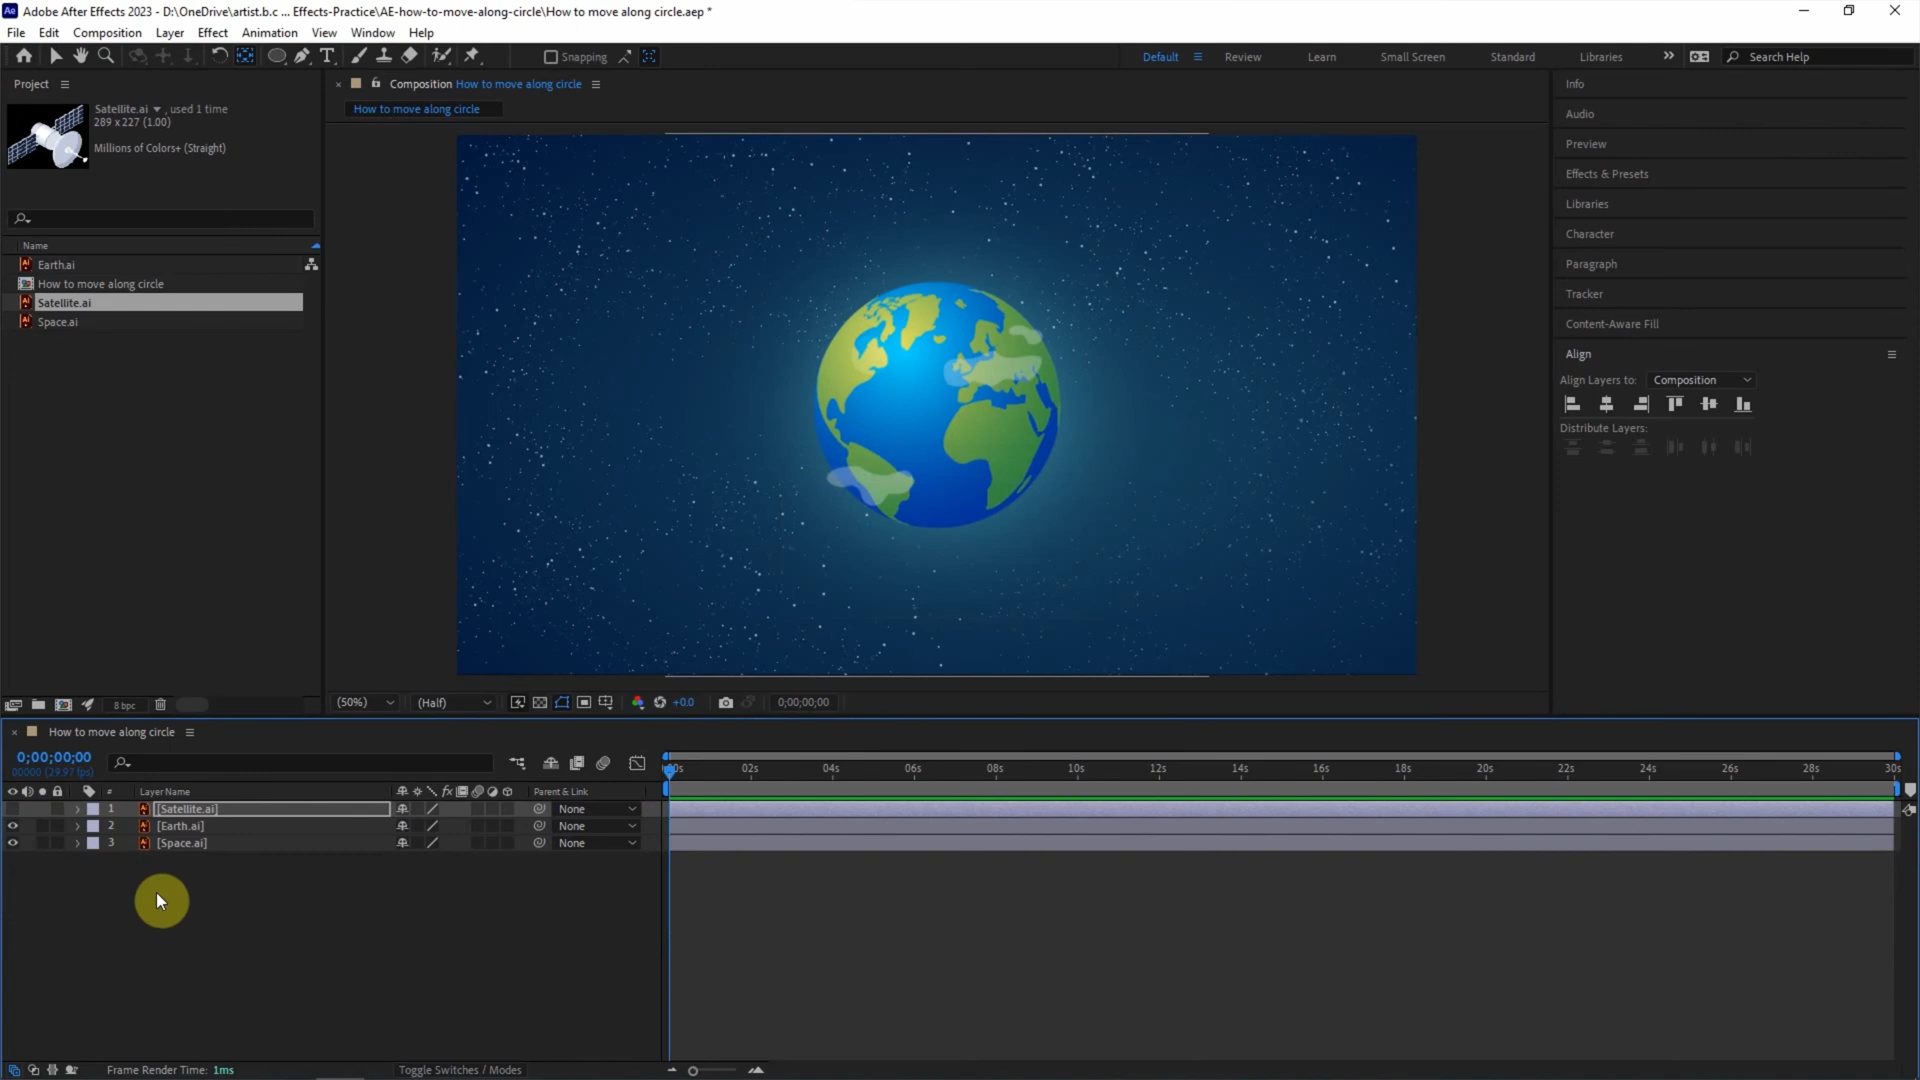 Adobe After Effects 2023 - D:\OneDrive\artist.b.c ... Effects-Practice\AE-how-to-move-along-circle\How to move along circle.aep *
File Edit Composition Layer Effect Animation View Window Help
Snapping
Default Review Learn Small Screen Standard Libraries Search Help
Project
Satellite.ai , used 1 time
289 x 227 (1.00)
Millions of Colors+ (Straight)
Name
Earth.ai
How to move along circle
Satellite.ai
Space.ai
8 bpc
Composition How to move along circle
How to move along circle
(50%) (Half) +0.0 0;00;00;00
Info
Audio
Preview
Effects & Presets
Libraries
Character
Paragraph
Tracker
Content-Aware Fill
Align
Align Layers to: Composition
Distribute Layers:
How to move along circle
0;00;00;00
00000 (29.97 fps)
02s 04s 06s 08s 10s 12s 14s 16s 18s 20s 22s 24s 26s 28s 30s
# Layer Name fx Parent & Link
1 [Satellite.ai] None
2 [Earth.ai] None
3 [Space.ai] None
Frame Render Time: 1ms Toggle Switches / Modes